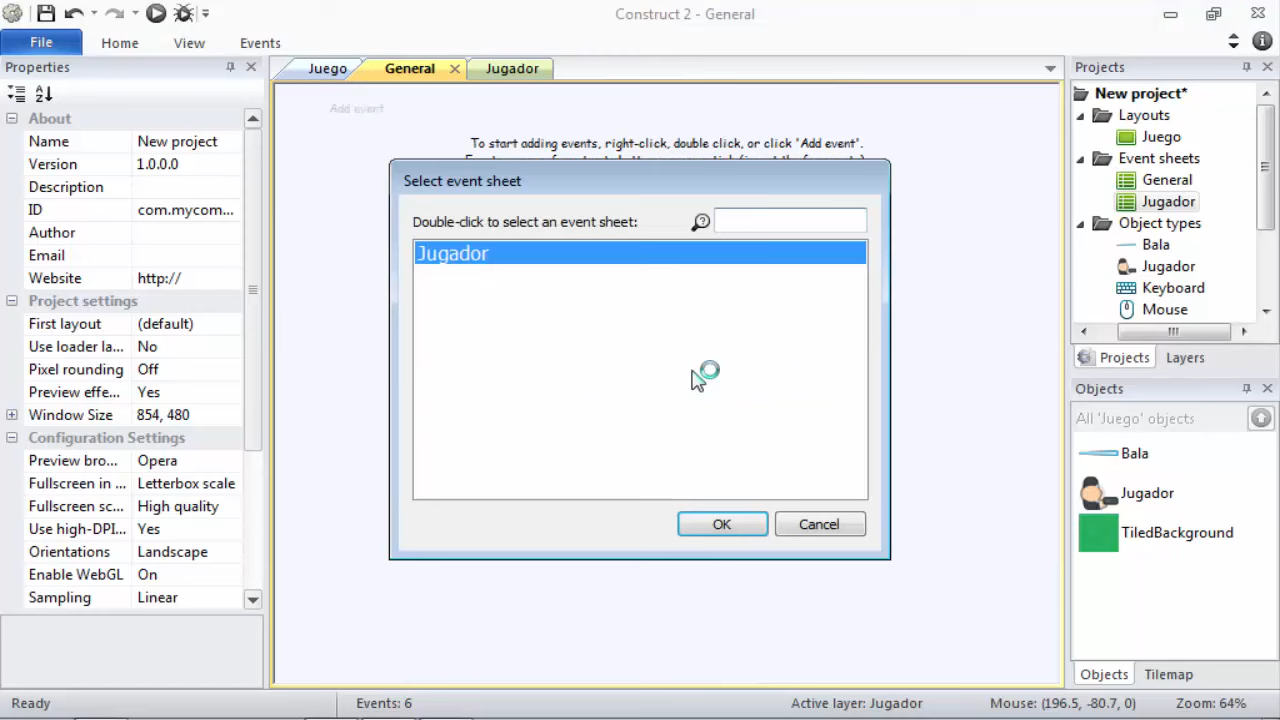 Construct 2 - General
File
Home
View
Events
Properties
About
Name New project
Version 1.0.0.0
Description
ID com.mycom...
Author
Email
Website http://
Project settings
First layout (default)
Use loader la... No
Pixel rounding Off
Preview effe... Yes
Window Size 854, 480
Configuration Settings
Preview bro... Opera
Fullscreen in ... Letterbox scale
Fullscreen sc... High quality
Use high-DPI... Yes
Orientations Landscape
Enable WebGL On
Sampling Linear
Juego
General
Jugador
Add event
To start adding events, right-click, double click, or click 'Add event'.
Select event sheet
Double-click to select an event sheet:
Jugador
OK
Cancel
Projects
New project*
Layouts
Juego
Event sheets
General
Jugador
Object types
Bala
Jugador
Keyboard
Mouse
Projects
Layers
Objects
All 'Juego' objects
Bala
Jugador
TiledBackground
Objects
Tilemap
Ready
Events: 6
Active layer: Jugador
Mouse: (196.5, -80.7, 0)
Zoom: 64%